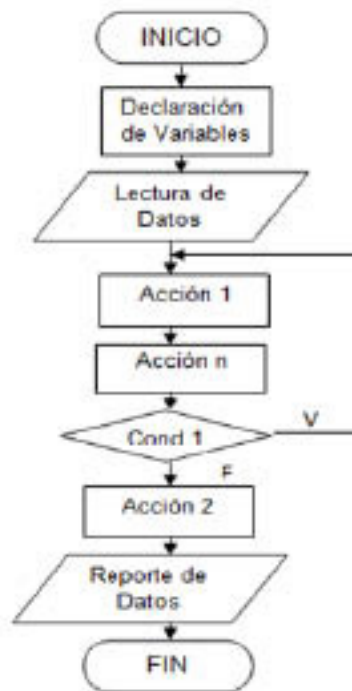 INICIO
Declaración
de Variables
Lectura de
Datos
Acción 1
Acción n
Cond 1
V
F
Acción 2
Reporte de
Datos
FIN